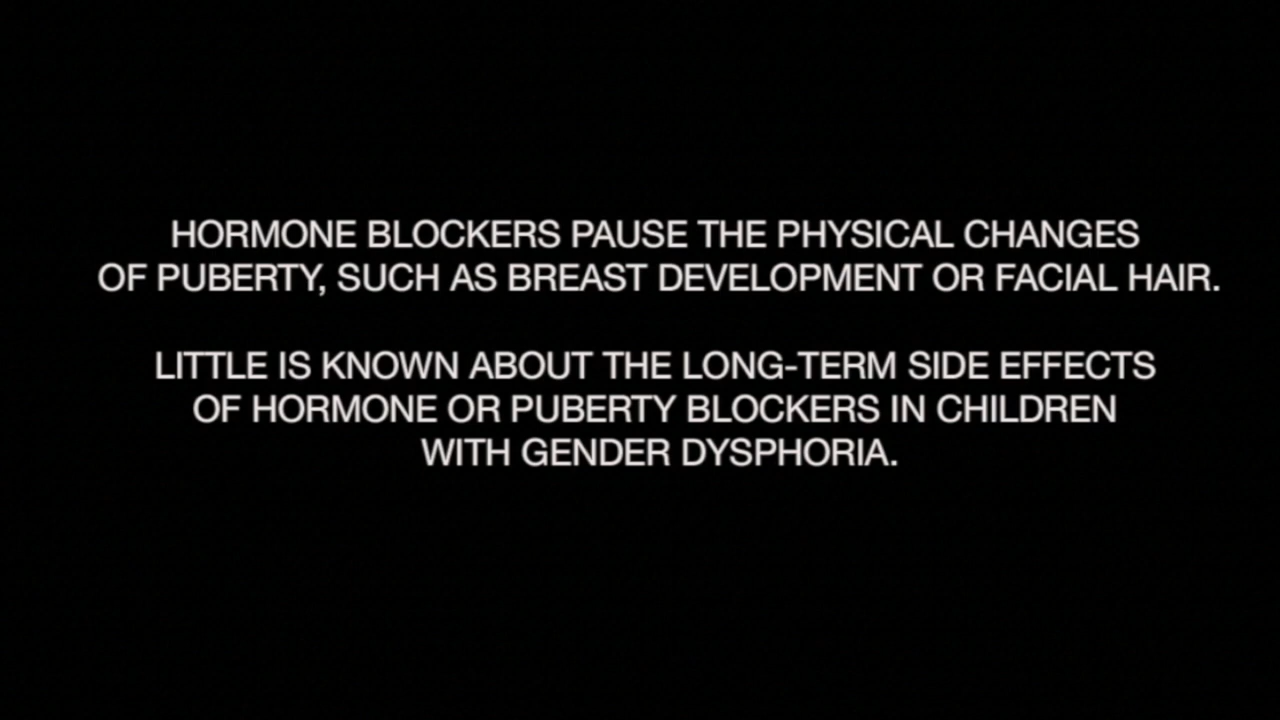 HORMONE BLOCKERS PAUSE THE PHYSICAL CHANGES
OF PUBERTY, SUCH AS BREAST DEVELOPMENT OR FACIAL HAIR.
LITTLE IS KNOWN ABOUT THE LONG-TERM SIDE EFFECTS
OF HORMONE OR PUBERTY BLOCKERS IN CHILDREN
WITH GENDER DYSPHORIA.